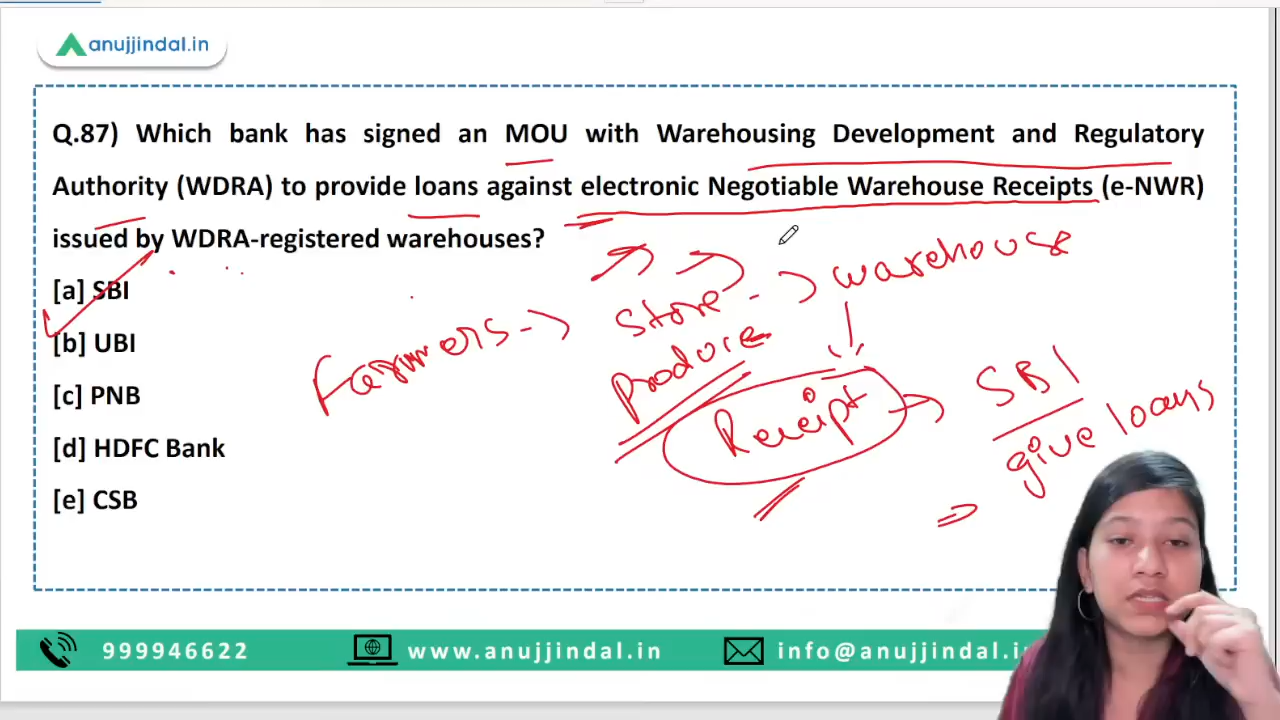 anujjindal.in
Q.87) Which bank has signed an MOU with Warehousing Development and Regulatory
Authority (WDRA) to provide loans against electronic Negotiable Warehouse Receipts (e-NWR)
issued by WDRA-registered warehouses?
[a] SBI
[b] UBI
[c] PNB
[d] HDFC Bank
[e] CSB
Farmers -> store -> warehouse
produce
Receipt -> SBI
give loans
999946622 www.anujjindal.in info@anujjindal.in